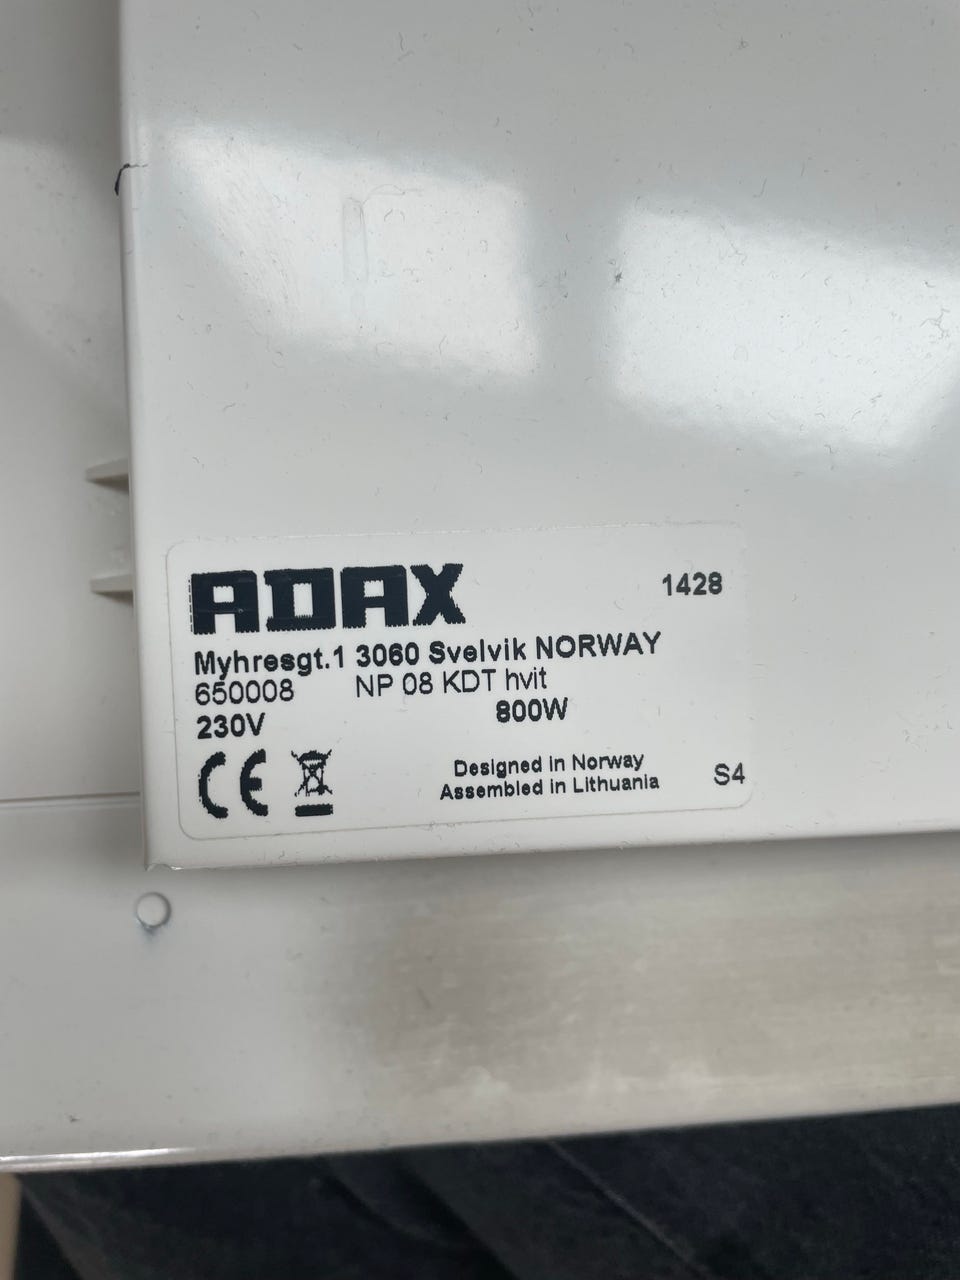 ADAX 1428
Myhresgt.1 3060 Svelvik NORWAY
650008 NP 08 KDT hvit
230V 800W
CE
Designed in Norway
Assembled in Lithuania
S4